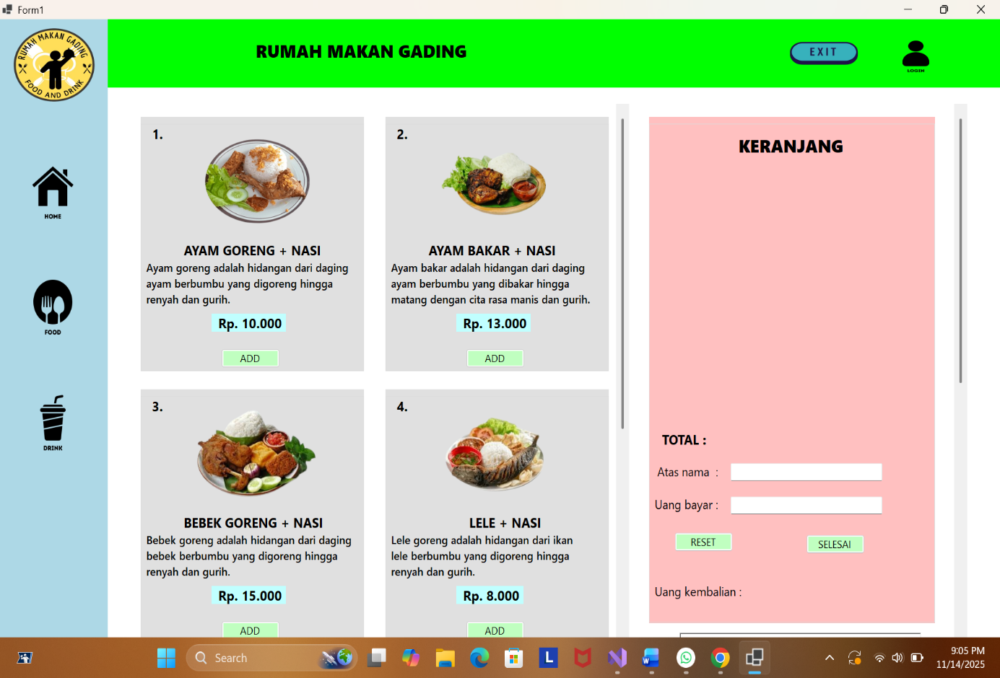 Form1
RUMAH MAKAN GADING
FOOD AND DRINK
RUMAH MAKAN GADING
EXIT
LOGIN
HOME
FOOD
DRINK
1.
AYAM GORENG + NASI
Ayam goreng adalah hidangan dari daging
ayam berbumbu yang digoreng hingga
renyah dan gurih.
Rp. 10.000
ADD
2.
AYAM BAKAR + NASI
Ayam bakar adalah hidangan dari daging
ayam berbumbu yang dibakar hingga
matang dengan cita rasa manis dan gurih.
Rp. 13.000
ADD
3.
BEBEK GORENG + NASI
Bebek goreng adalah hidangan dari daging
bebek berbumbu yang digoreng hingga
renyah dan gurih.
Rp. 15.000
ADD
4.
LELE + NASI
Lele goreng adalah hidangan dari ikan
lele berbumbu yang digoreng hingga
renyah dan gurih.
Rp. 8.000
ADD
KERANJANG
TOTAL :
Atas nama :
Uang bayar :
RESET
SELESAI
Uang kembalian :
Search
L
W
9:05 PM
11/14/2025